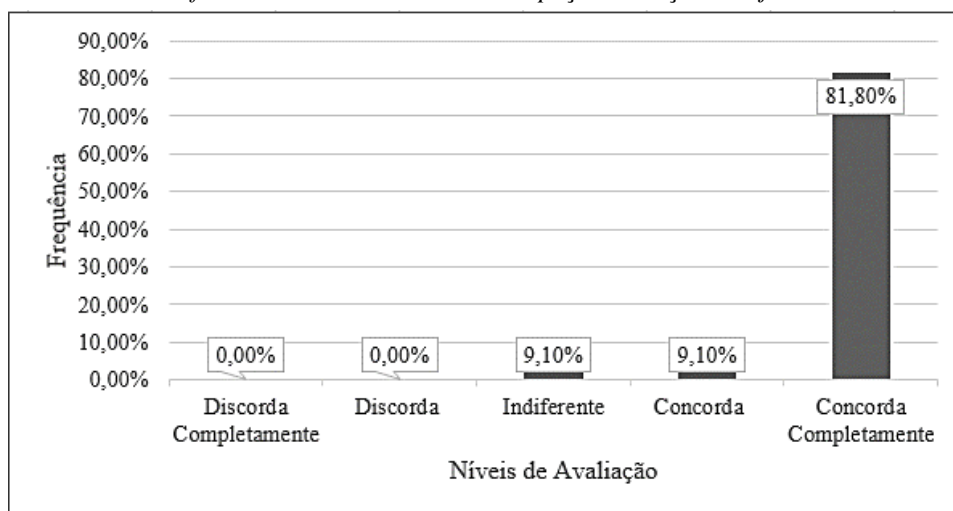 90,00%
80,00%
70,00%
60,00%
50,00%
40,00%
30,00%
20,00%
10,00%
0,00%
Frequência
0,00%
0,00%
9,10%
9,10%
81,80%
Discorda Completamente
Discorda
Indiferente
Concorda
Concorda Completamente
Níveis de Avaliação